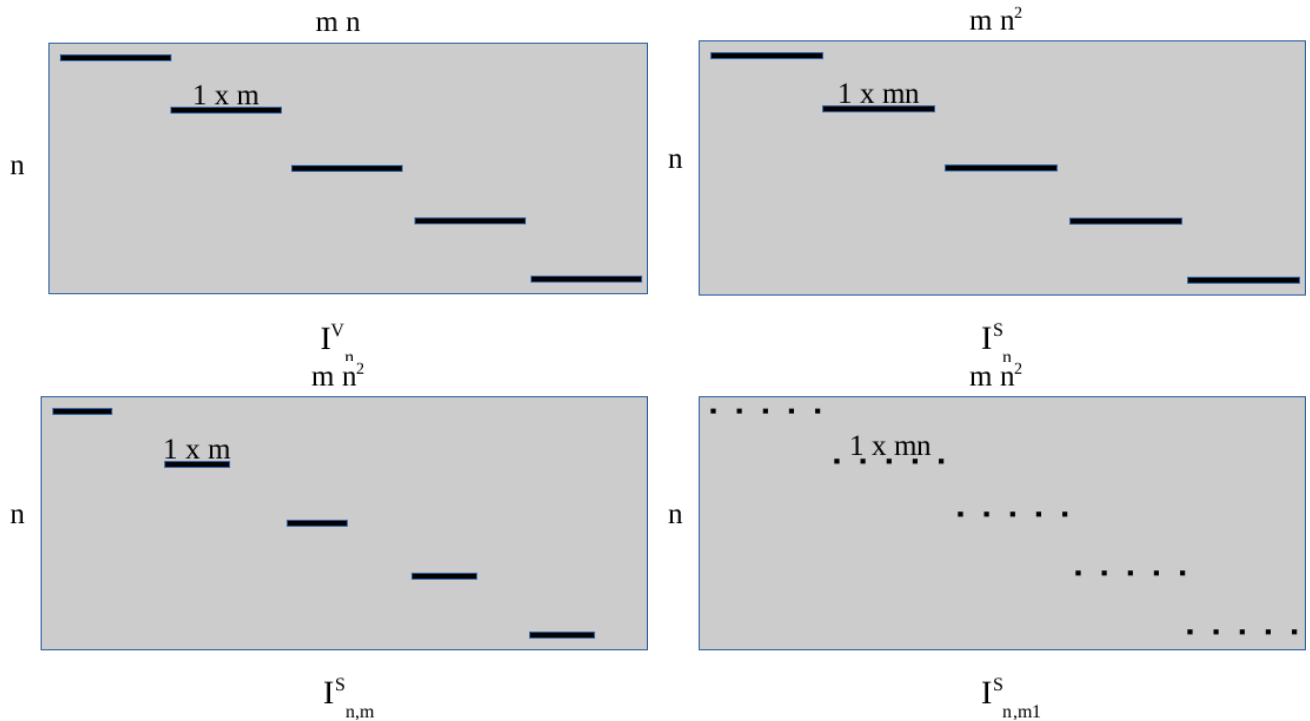 m n
m n²
1 x m
1 x mn
n
n
Iⱽₙ
Iˢₙ
m n²
m n²
1 x m
1 x mn
n
n
Iˢₙ,ₘ
Iˢₙ,ₘ₁